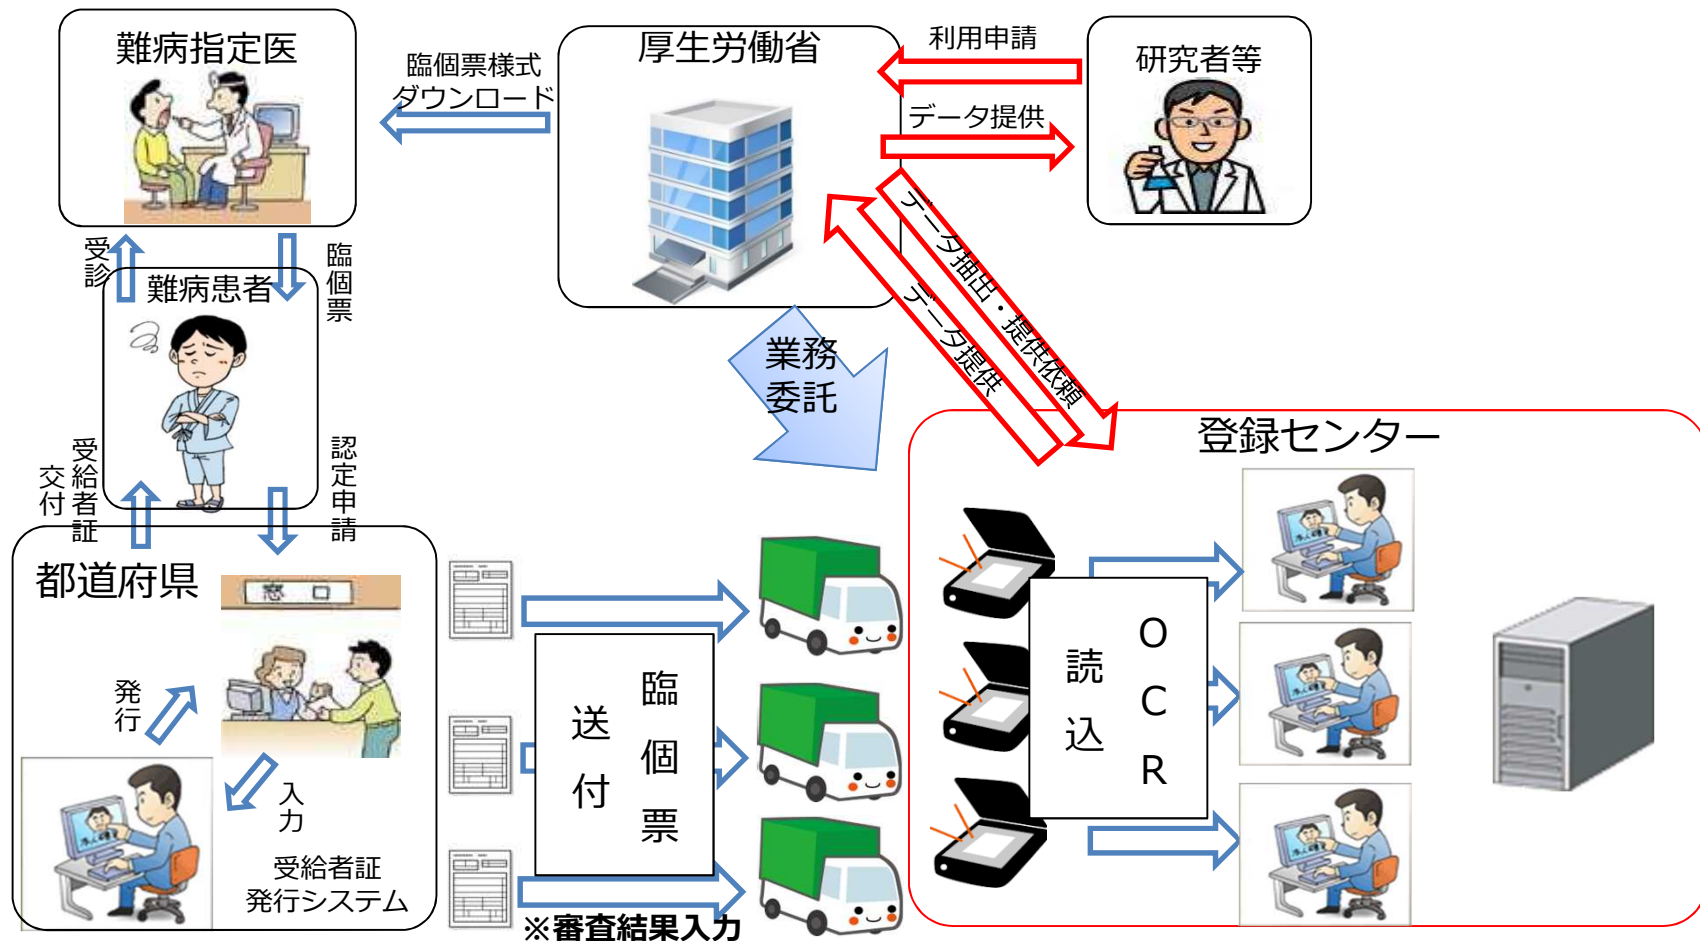 難病指定医
臨個票様式
ダウンロード
厚生労働省
利用申請
データ提供
研究者等
受診
臨個票
難病患者
データ抽出・提供依頼
データ提供
業務
委託
受給者証
交付
認定申請
登録センター
都道府県
窓口
発行
入力
受給者証
発行システム
臨個票
送付
※審査結果入力
OCR
読込